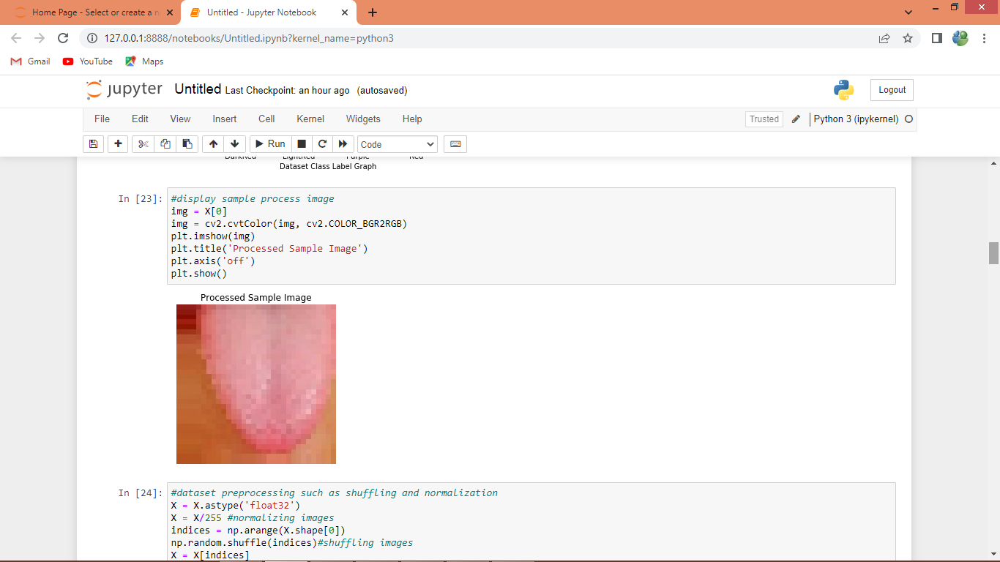 Home Page - Select or create a n
Untitled - Jupyter Notebook
127.0.0.1:8888/notebooks/Untitled.ipynb?kernel_name=python3
Gmail YouTube Maps
jupyter Untitled Last Checkpoint: an hour ago (autosaved)
Logout
File Edit View Insert Cell Kernel Widgets Help
Trusted Python 3 (ipykernel)
Run Code
DarkRed LightRed Purple Red
Dataset Class Label Graph
In [23]: #display sample process image
img = X[0]
img = cv2.cvtColor(img, cv2.COLOR_BGR2RGB)
plt.imshow(img)
plt.title('Processed Sample Image')
plt.axis('off')
plt.show()
Processed Sample Image
In [24]: #dataset preprocessing such as shuffling and normalization
X = X.astype('float32')
X = X/255 #normalizing images
indices = np.arange(X.shape[0])
np.random.shuffle(indices)#shuffling images
X = X[indices]